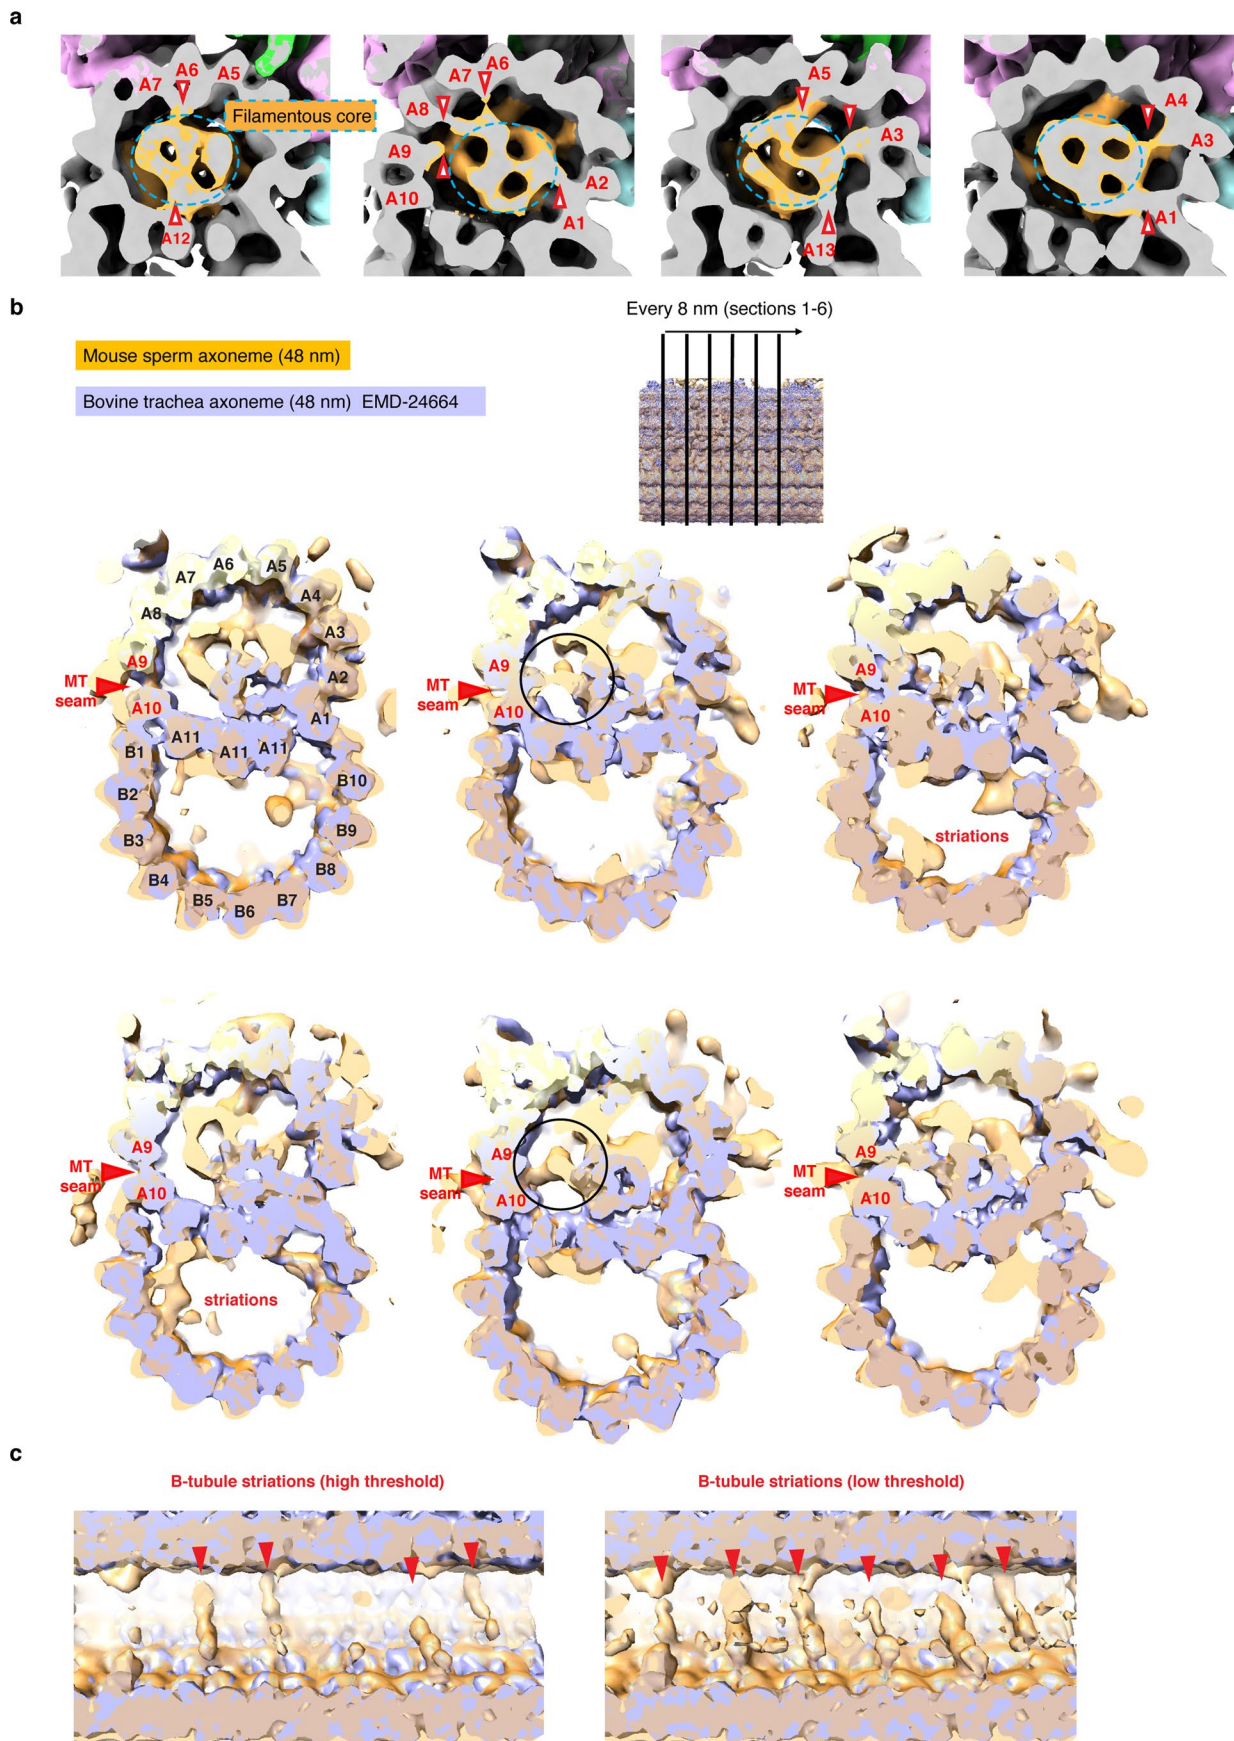 a
A7 A6 A5
Filamentous core
A12
A7 A6
A8
A9
A10
A2
A1
A5
A3
A13
A4
A3
A1
b
Every 8 nm (sections 1-6)
Mouse sperm axoneme (48 nm)
Bovine trachea axoneme (48 nm) EMD-24664
A7 A6 A5
A8 A4
A9 A3
MT
seam
A2
A10 A1
B1 A11 A11 A11
B2 B10
B3 B9
B4 B8
B5 B6 B7
A9
MT
seam
A10
A9
MT
seam
A10
striations
A9
MT
seam
A10
striations
A9
MT
seam
A10
A9
MT
seam
A10
c
B-tubule striations (high threshold)
B-tubule striations (low threshold)